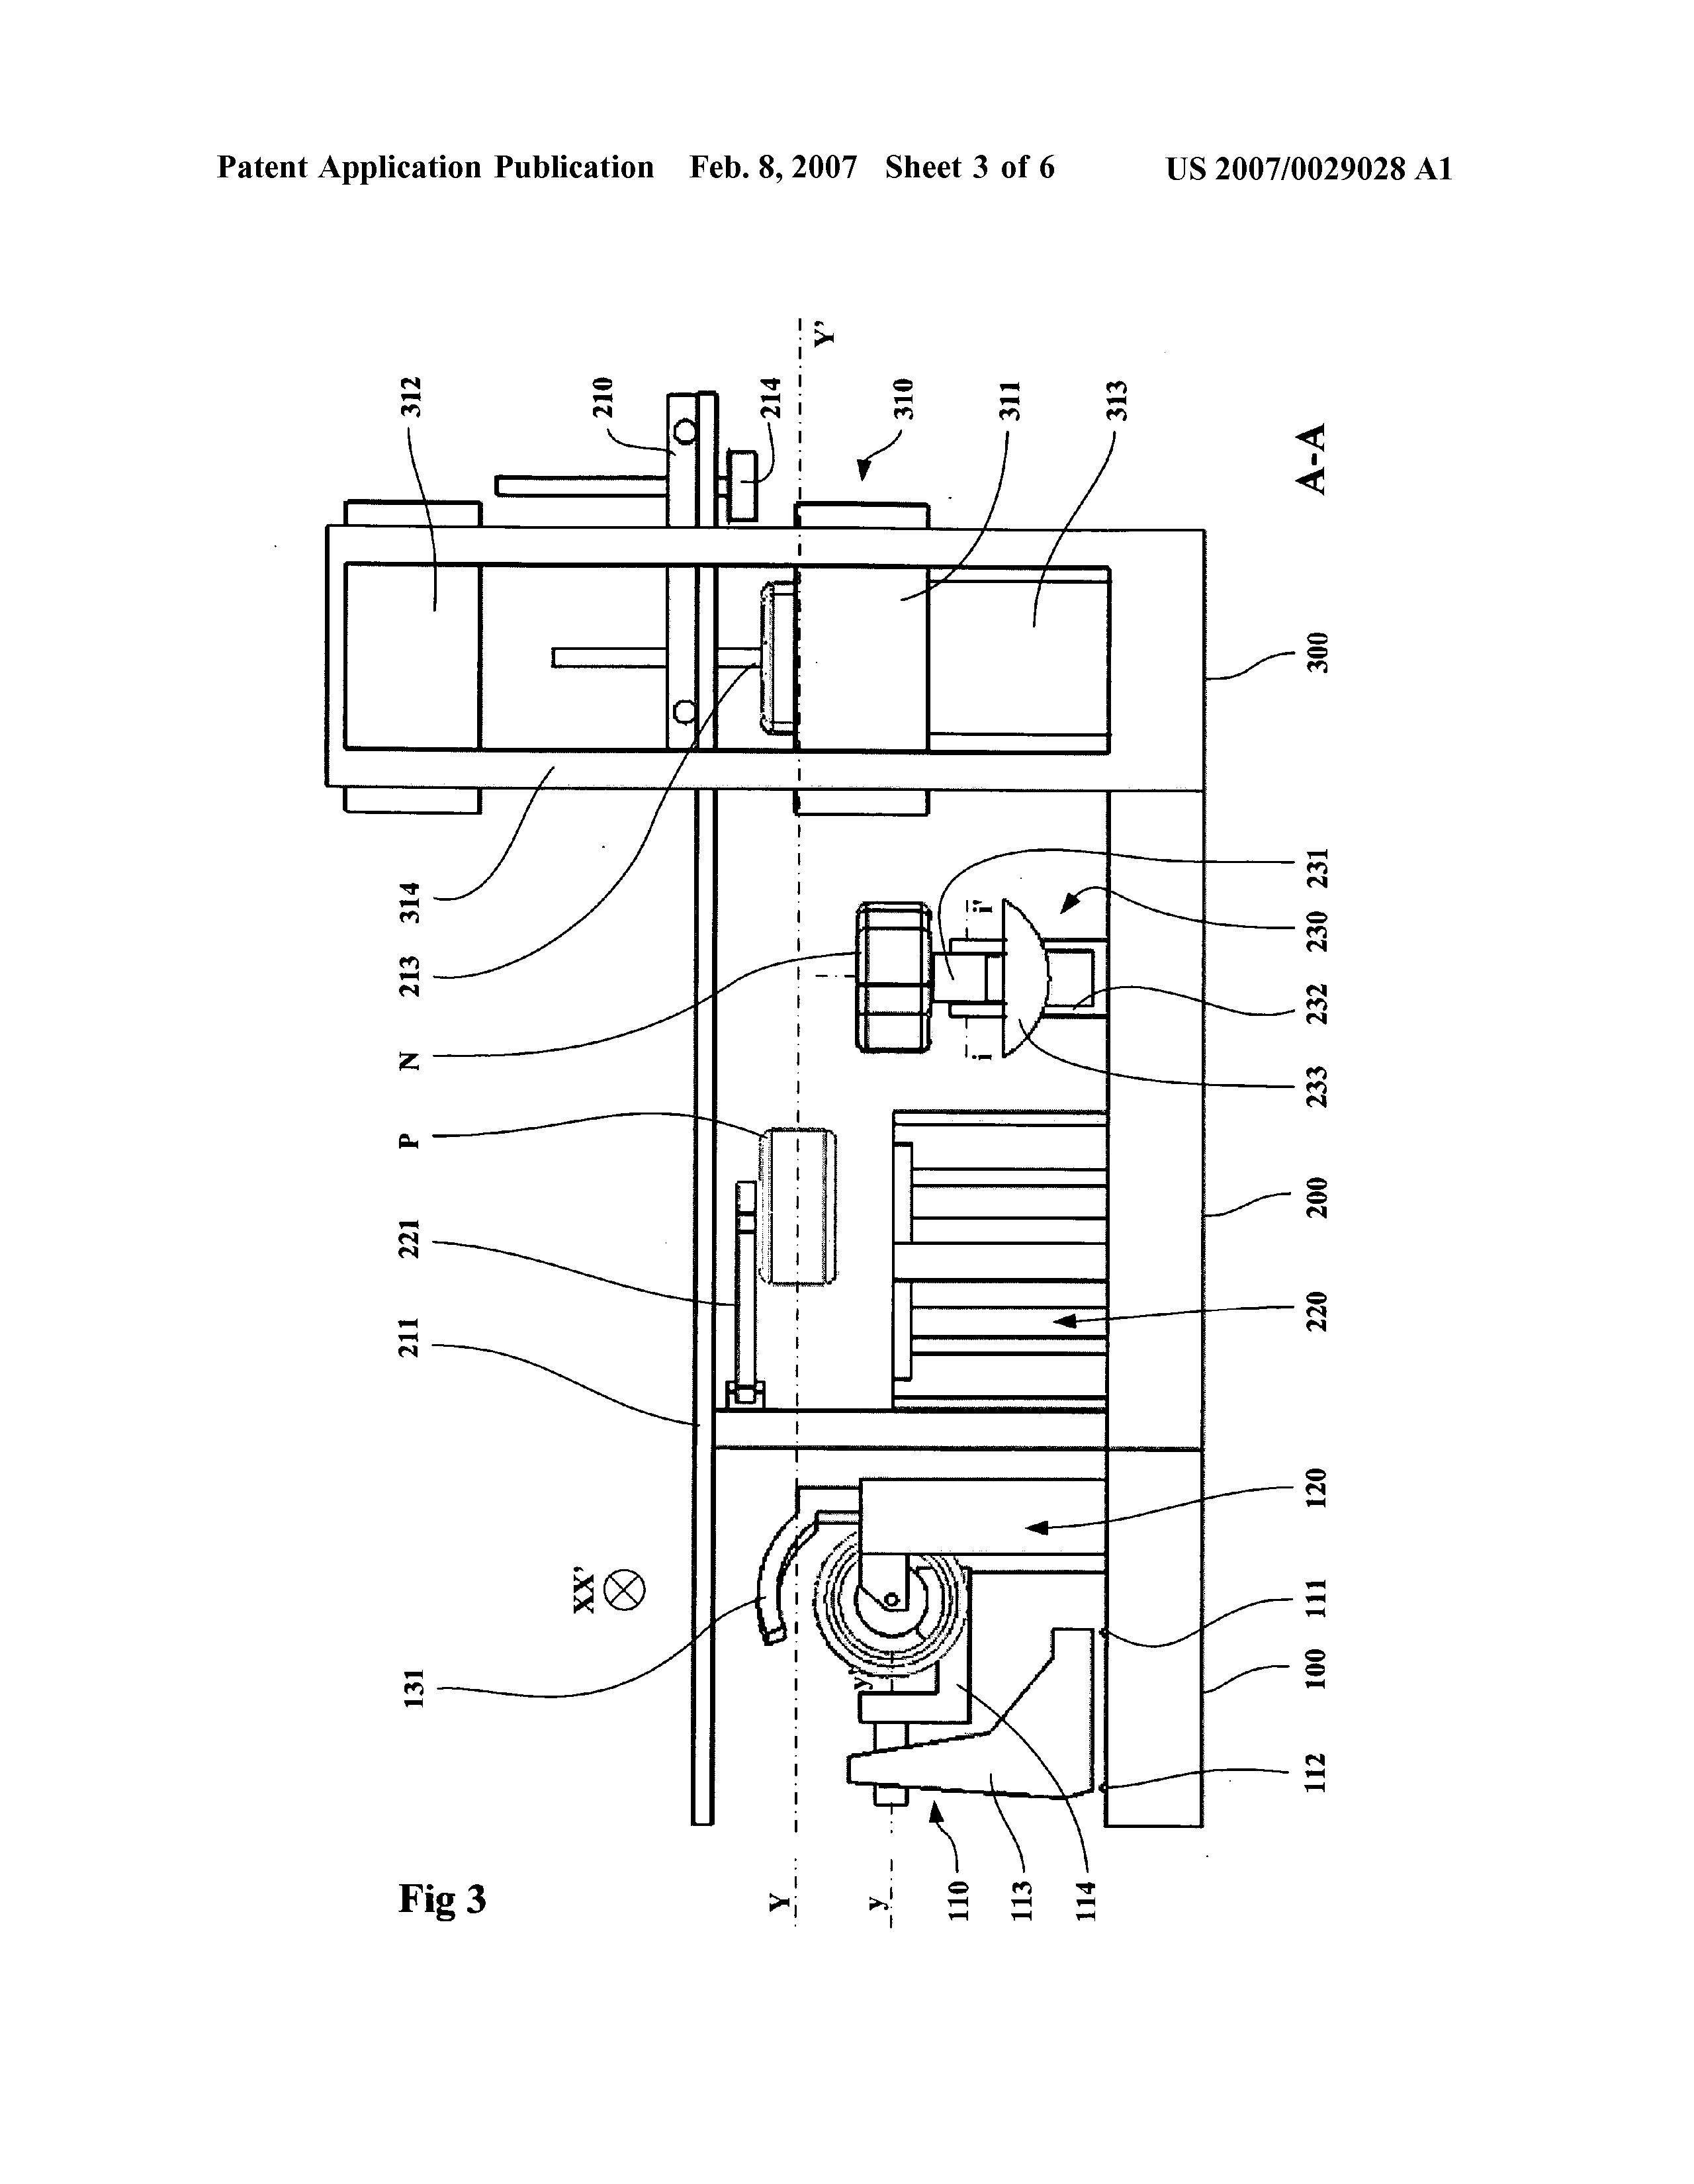 Patent Application Publication Feb. 8, 2007 Sheet 3 of 6 US 2007/0029028 A1
Fig 3
A-A
XX'
Y
Y'
y
y'
312
210
214
310
311
313
314
213
N
P
221
211
131
300
231
230
232
233
200
220
120
111
100
112
110
113
114
i
i'